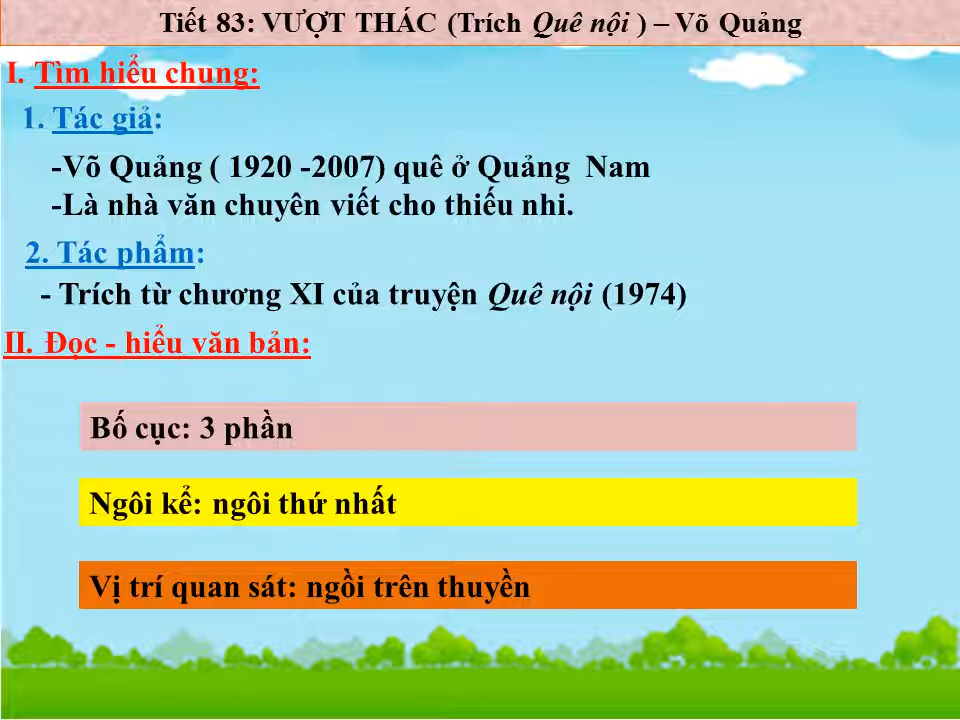 Tiết 83: VƯỢT THÁC (Trích Quê nội ) – Võ Quảng
I. Tìm hiểu chung:
1. Tác giả:
-Võ Quảng ( 1920 -2007) quê ở Quảng Nam
-Là nhà văn chuyên viết cho thiếu nhi.
2. Tác phẩm:
- Trích từ chương XI của truyện Quê nội (1974)
II. Đọc - hiểu văn bản:
Bố cục: 3 phần
Ngôi kể: ngôi thứ nhất
Vị trí quan sát: ngồi trên thuyền